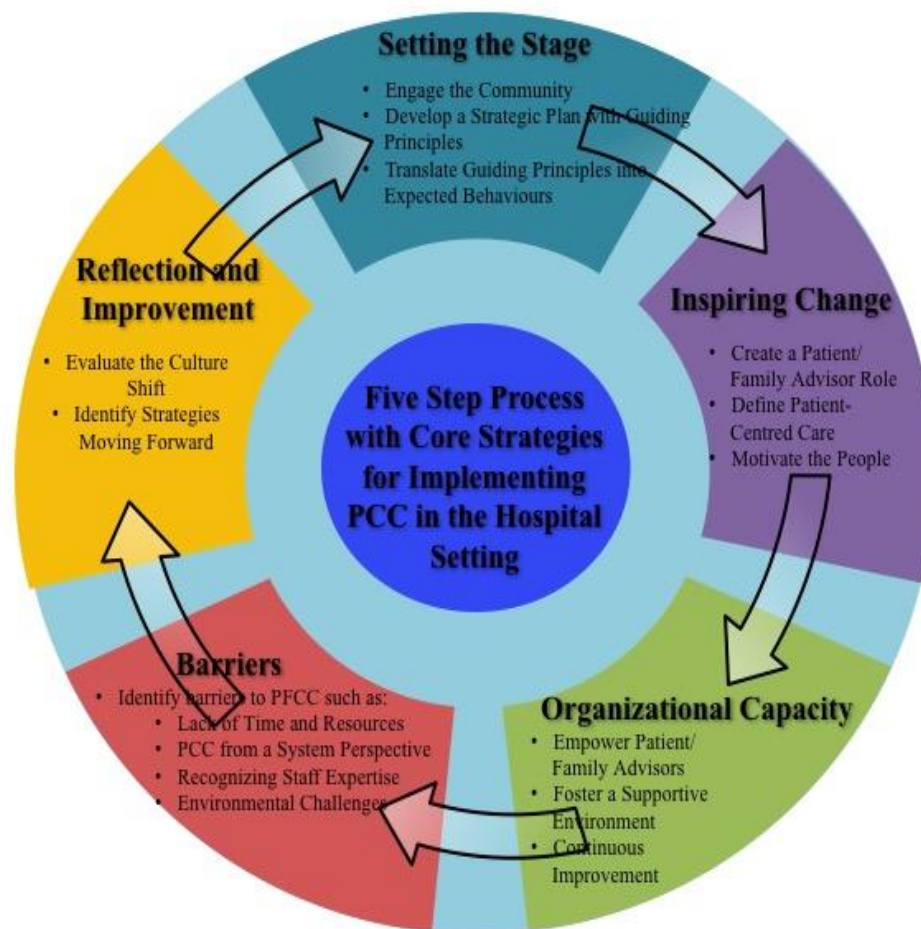 Setting the Stage
• Engage the Community
• Develop a Strategic Plan with Guiding
Principles
• Translate Guiding Principles into
Expected Behaviours
Inspiring Change
• Create a Patient/
Family Advisor Role
• Define Patient-
Centred Care
• Motivate the People
Organizational Capacity
• Empower Patient/
Family Advisors
• Foster a Supportive
Environment
• Continuous
Improvement
Barriers
• Identify barriers to PFCC such as:
• Lack of Time and Resources
• PCC from a System Perspective
• Recognizing Staff Expertise
• Environmental Challenges
Reflection and
Improvement
• Evaluate the Culture
Shift
• Identify Strategies
Moving Forward
Five Step Process
with Core Strategies
for Implementing
PCC in the Hospital
Setting